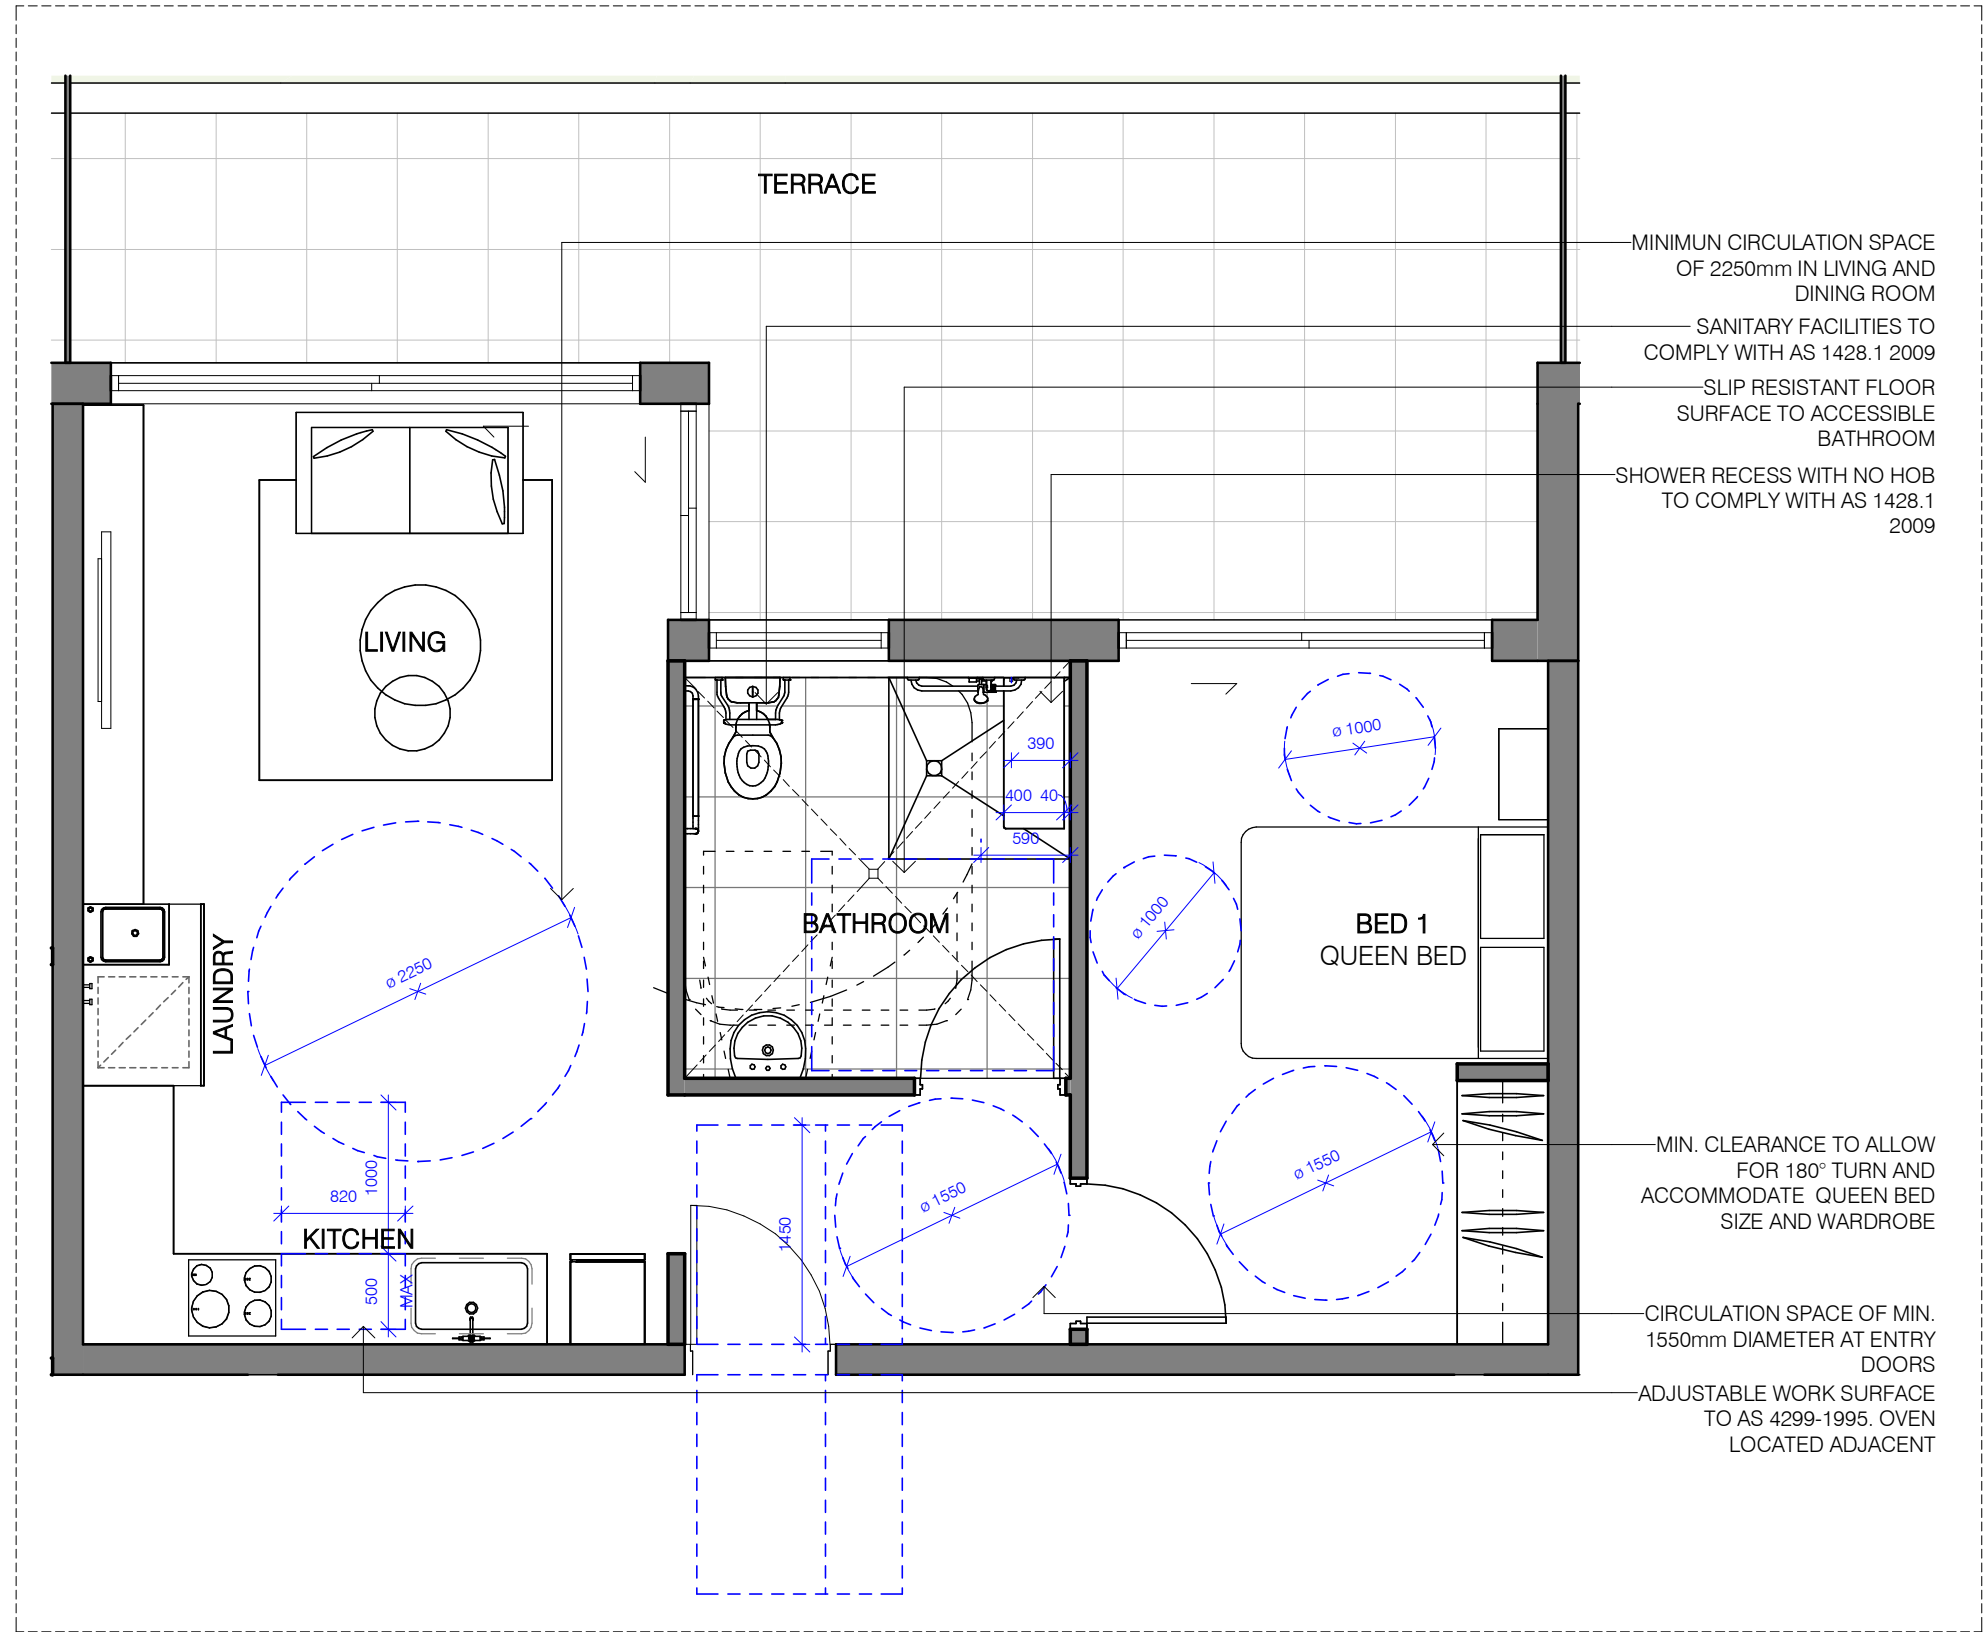 TERRACE
MINIMUN CIRCULATION SPACE
OF 2250mm IN LIVING AND
DINING ROOM
SANITARY FACILITIES TO
COMPLY WITH AS 1428.1 2009
SLIP RESISTANT FLOOR
SURFACE TO ACCESSIBLE
BATHROOM
SHOWER RECESS WITH NO HOB
TO COMPLY WITH AS 1428.1
2009
LIVING
ø 1000
390
400 40
590
ø 1000
BATHROOM
BED 1
QUEEN BED
LAUNDRY
ø 2250
MIN. CLEARANCE TO ALLOW
FOR 180° TURN AND
ACCOMMODATE QUEEN BED
SIZE AND WARDROBE
1000
820
ø 1550
ø 1550
1450
KITCHEN
500
MAX
CIRCULATION SPACE OF MIN.
1550mm DIAMETER AT ENTRY
DOORS
ADJUSTABLE WORK SURFACE
TO AS 4299-1995. OVEN
LOCATED ADJACENT